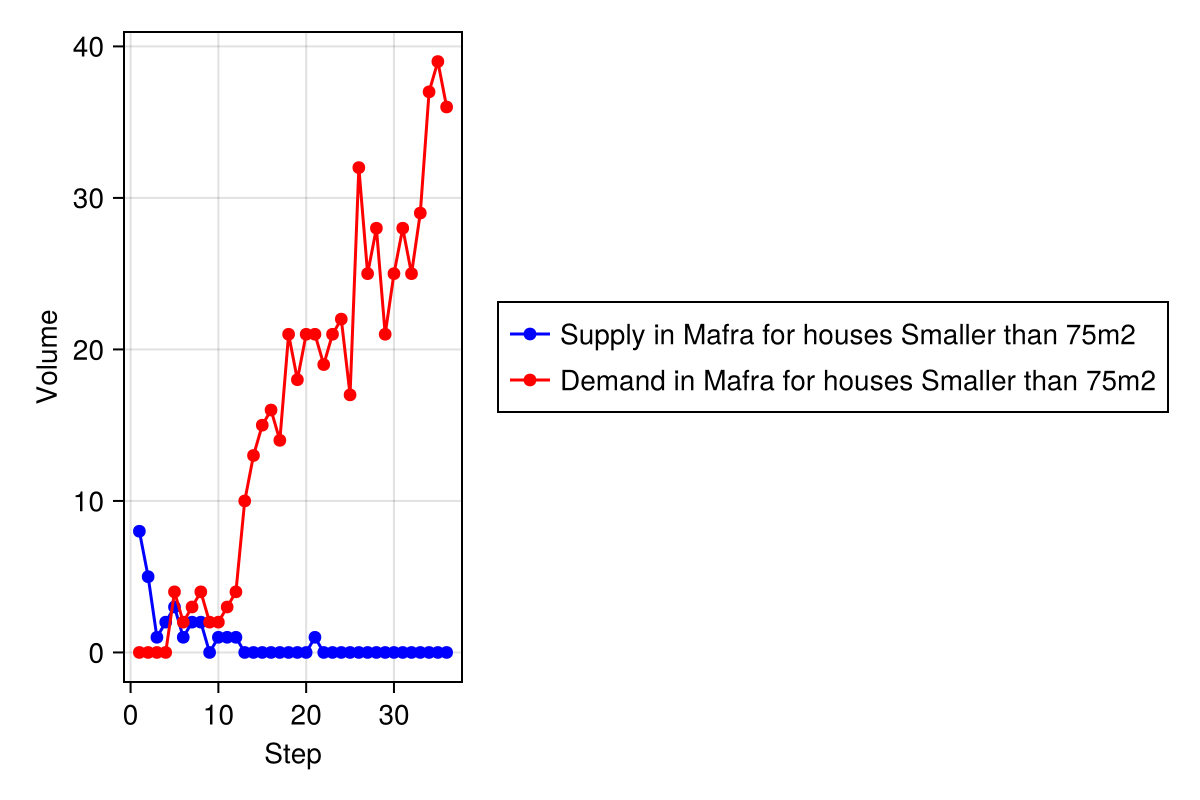 40
30
20
10
0
Volume
0 10 20 30
Step
Supply in Mafra for houses Smaller than 75m2
Demand in Mafra for houses Smaller than 75m2